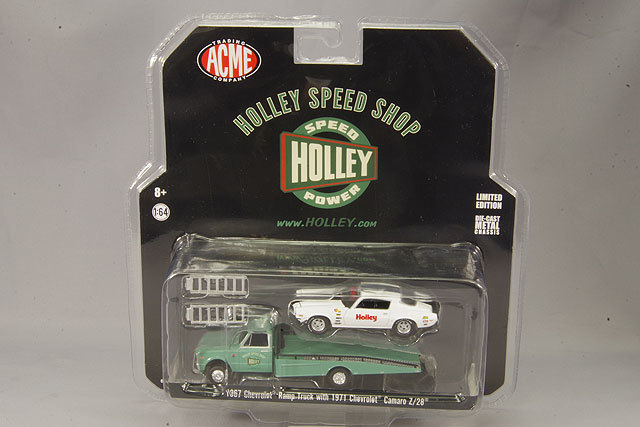 TRADING
ACME
COMPANY
HOLLEY SPEED SHOP
SPEED
HOLLEY
POWER
www.HOLLEY.com
8+
1:64
LIMITED
EDITION
DIE-CAST
METAL
CHASSIS
Holley
HOLLEY
1967 Chevrolet® Ramp Truck with 1971 Chevrolet® Camaro Z/28®